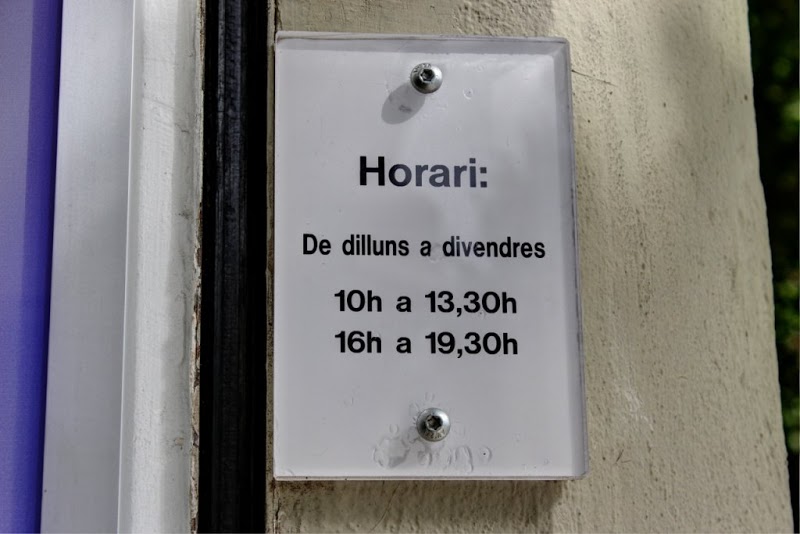 Horari:
De dilluns a divendres
10h a 13,30h
16h a 19,30h